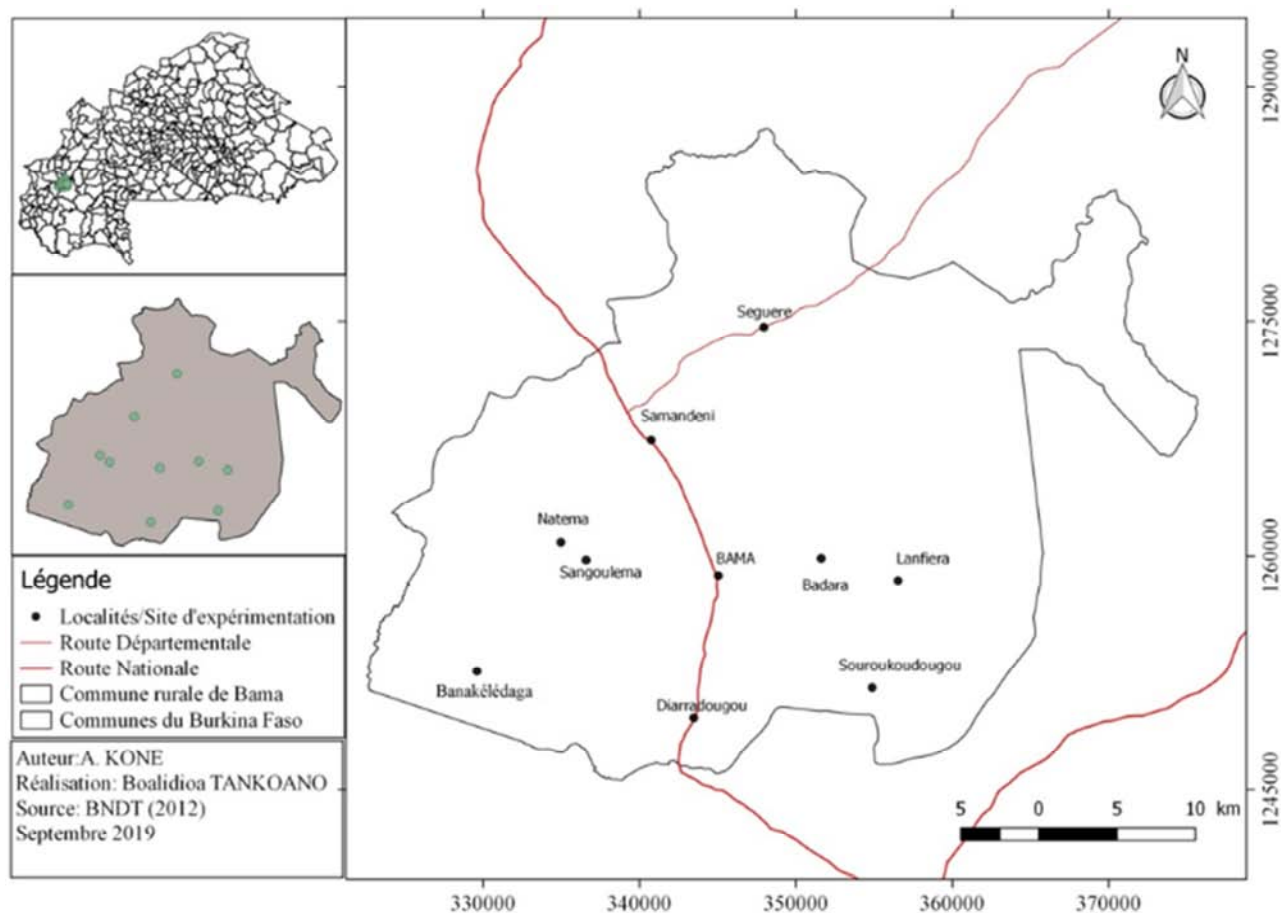 N
1290000
1275000
1260000
1245000
Seguere
Samandeni
Natema
Sangoulema
BAMA
Badara
Lanfiera
Souroukoudougou
Banakélédaga
Diarradougou
5 0 5 10 km
330000 340000 350000 360000 370000
Légende
Localités/Site d'expérimentation
Route Départementale
Route Nationale
Commune rurale de Bama
Communes du Burkina Faso
Auteur:A. KONE
Réalisation: Boalidioa TANKOANO
Source: BNDT (2012)
Septembre 2019